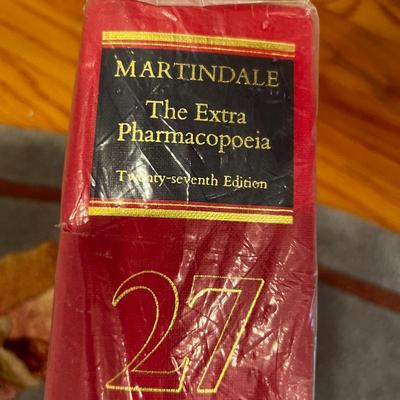 MARTINDALE
The Extra
Pharmacopoeia
Twenty-seventh Edition
27